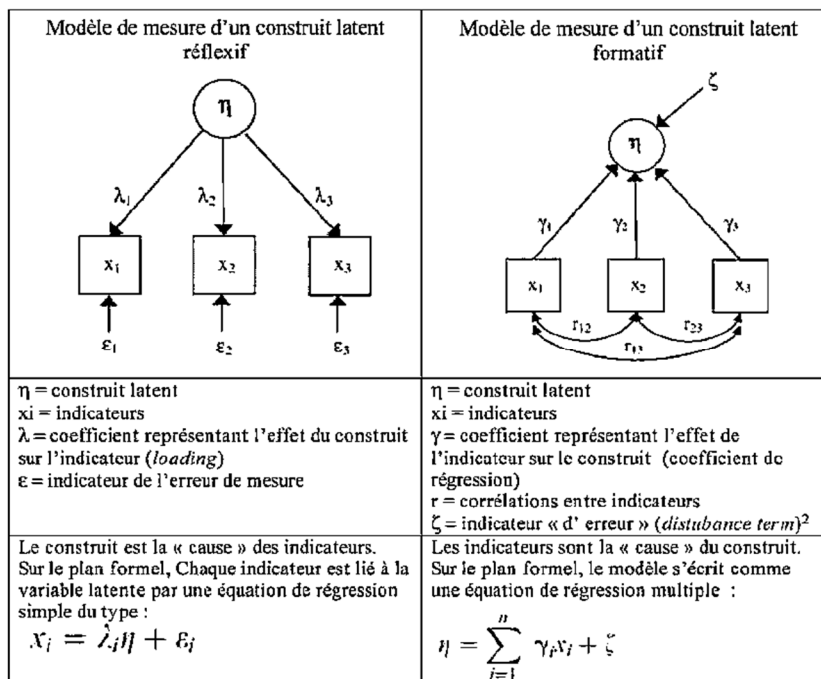 Modèle de mesure d'un construit latent
réflexif
η
λ1
λ2
λ3
x1
x2
x3
ε1
ε2
ε3
η = construit latent
xi = indicateurs
λ = coefficient représentant l'effet du construit
sur l'indicateur (loading)
ε = indicateur de l'erreur de mesure
Le construit est la « cause » des indicateurs.
Sur le plan formel, Chaque indicateur est lié à la
variable latente par une équation de régression
simple du type :
xi = λiη + εi
Modèle de mesure d'un construit latent
formatif
ζ
η
γ1
γ2
γ3
x1
x2
x3
r12
r23
r13
η = construit latent
xi = indicateurs
γ = coefficient représentant l'effet de
l'indicateur sur le construit (coefficient de
régression)
r = corrélations entre indicateurs
ζ = indicateur « d' erreur » (distubance term)²
Les indicateurs sont la « cause » du construit.
Sur le plan formel, le modèle s'écrit comme
une équation de régression multiple :
η = ∑ⁿᵢ₌₁ γixi + ζ